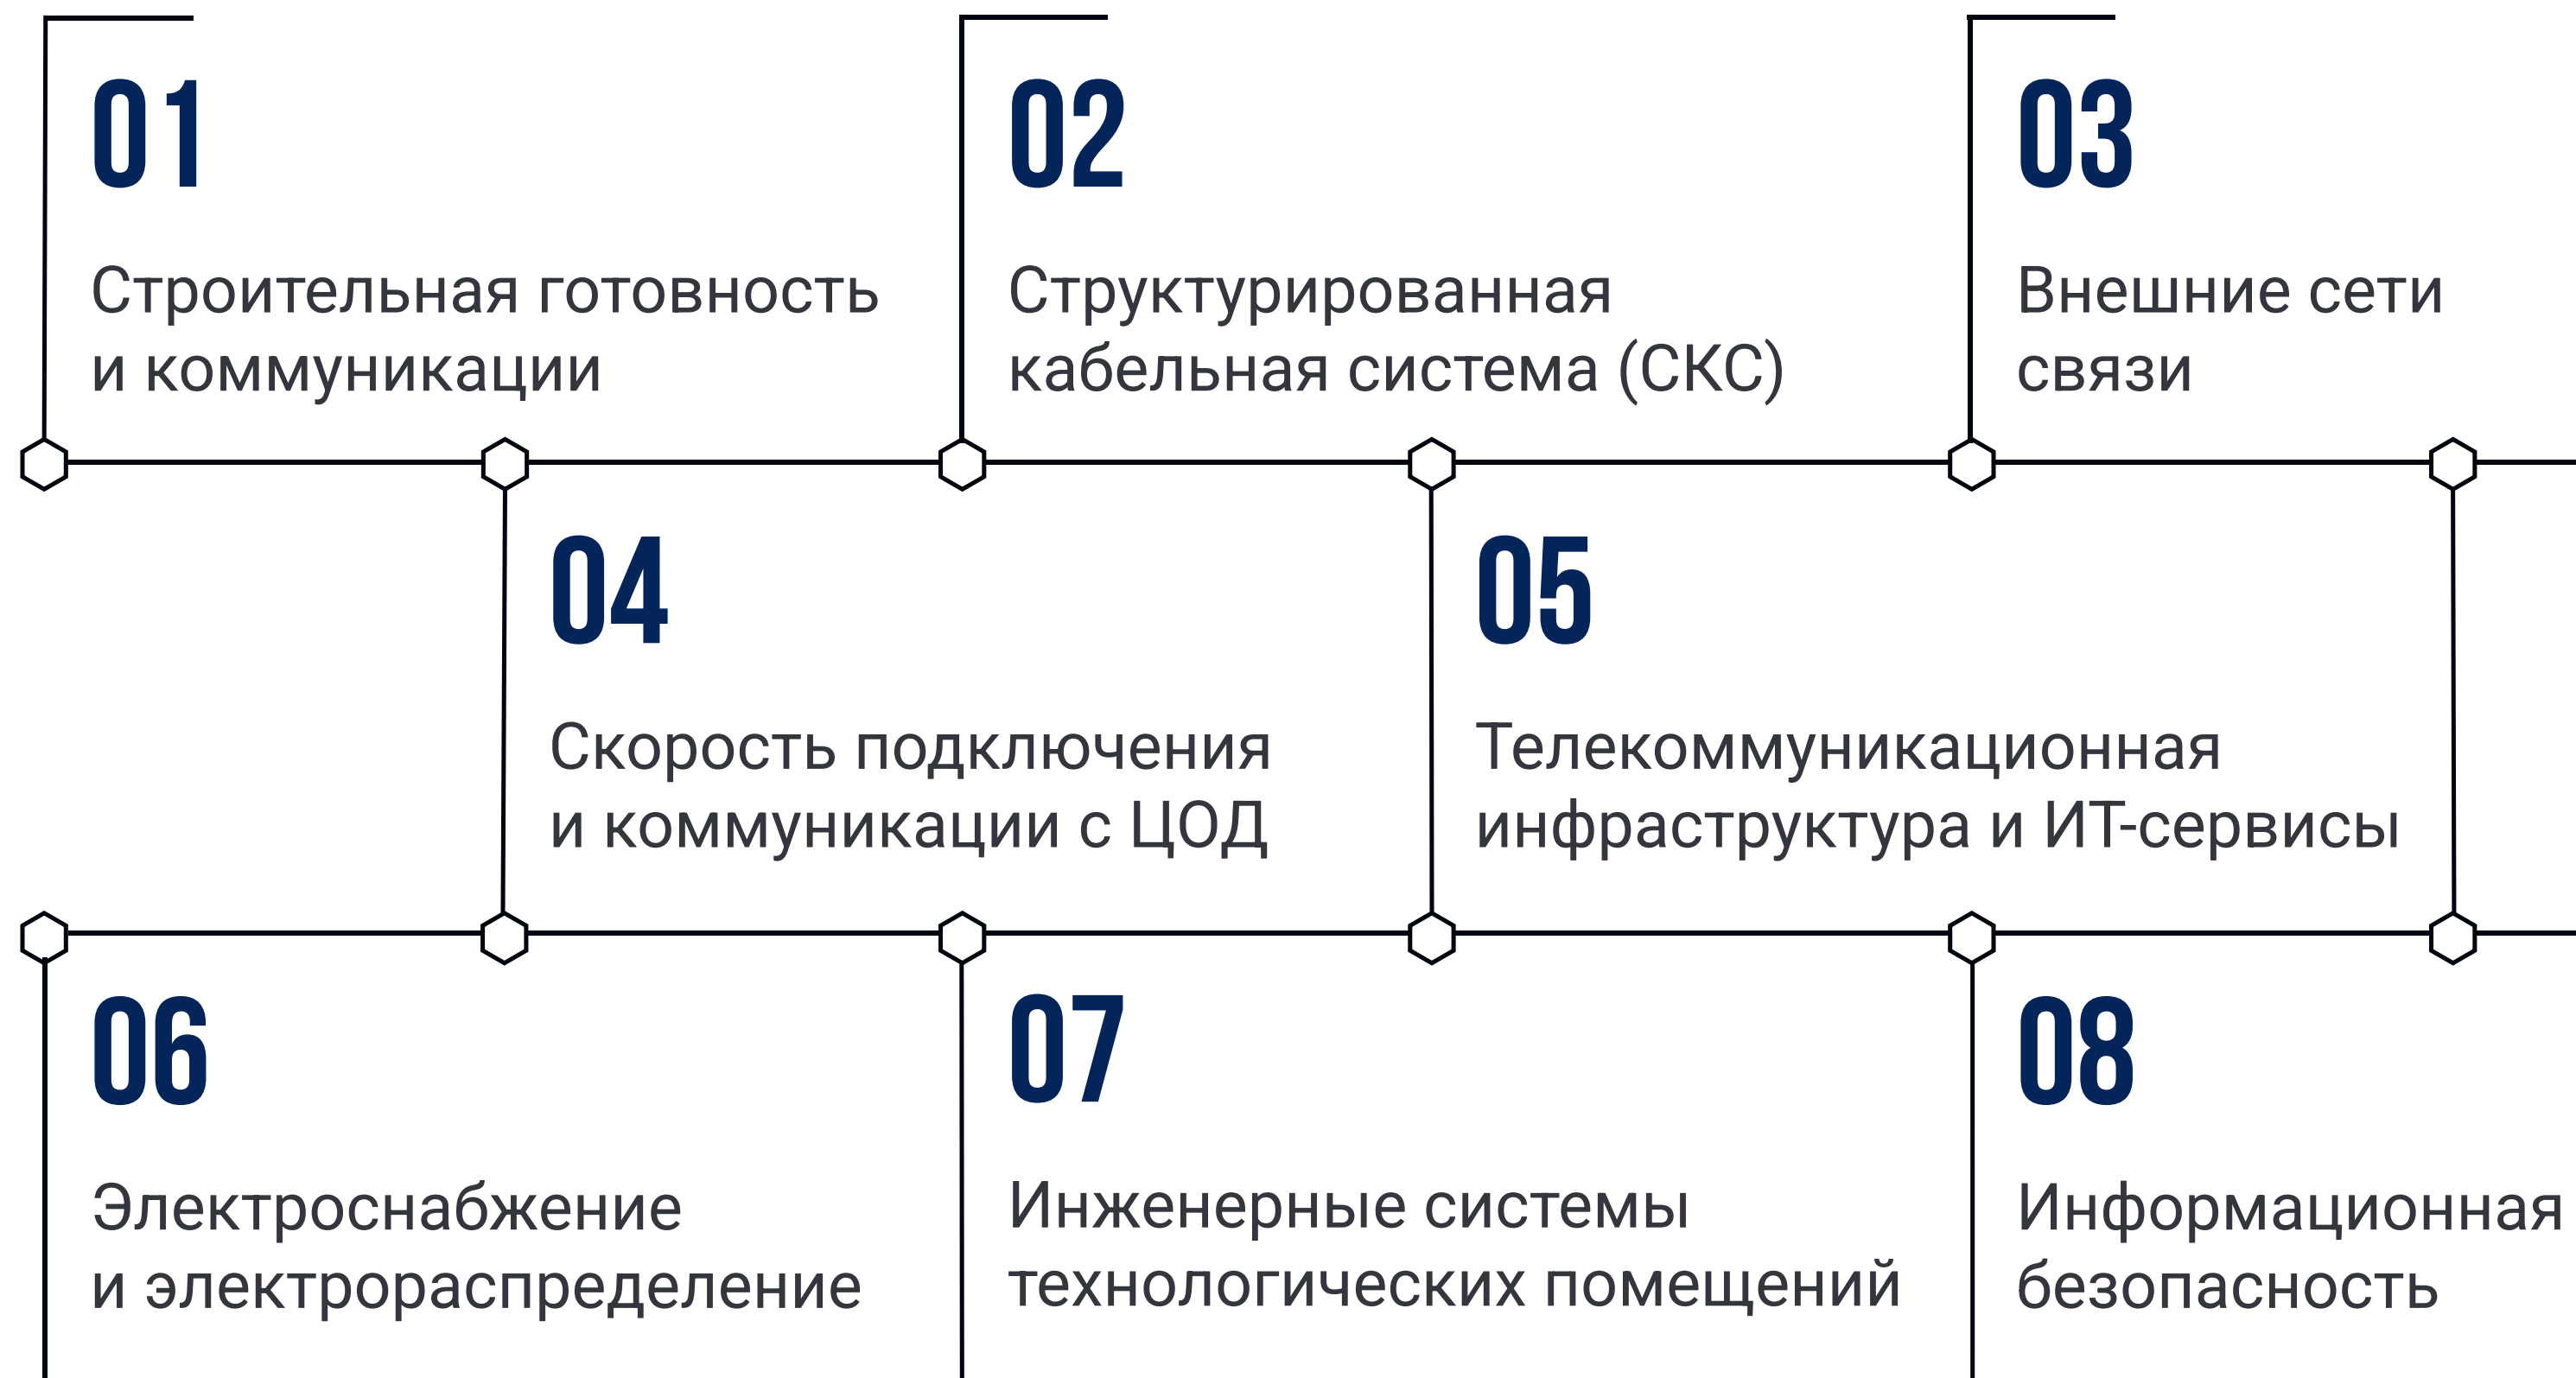 01
Строительная готовность
и коммуникации
02
Структурированная
кабельная система (СКС)
03
Внешние сети
связи
04
Скорость подключения
и коммуникации с ЦОД
05
Телекоммуникационная
инфраструктура и ИТ-сервисы
06
Электроснабжение
и электрораспределение
07
Инженерные системы
технологических помещений
08
Информационная
безопасность